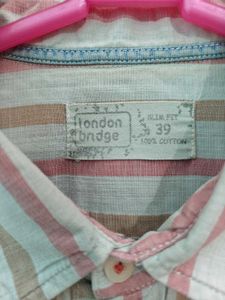 london
bridge
SLIM FIT
39
100% COTTON